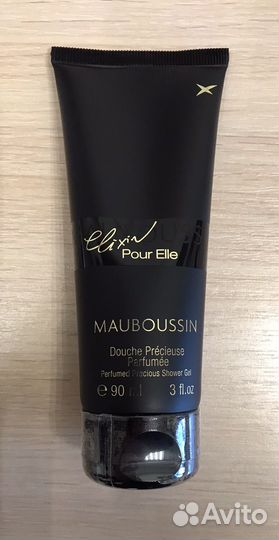 Elixir
Pour Elle
MAUBOUSSIN
Douche Précieuse
Parfumée
Perfumed Precious Shower Gel
e 90 ml 3 fl.oz
Avito